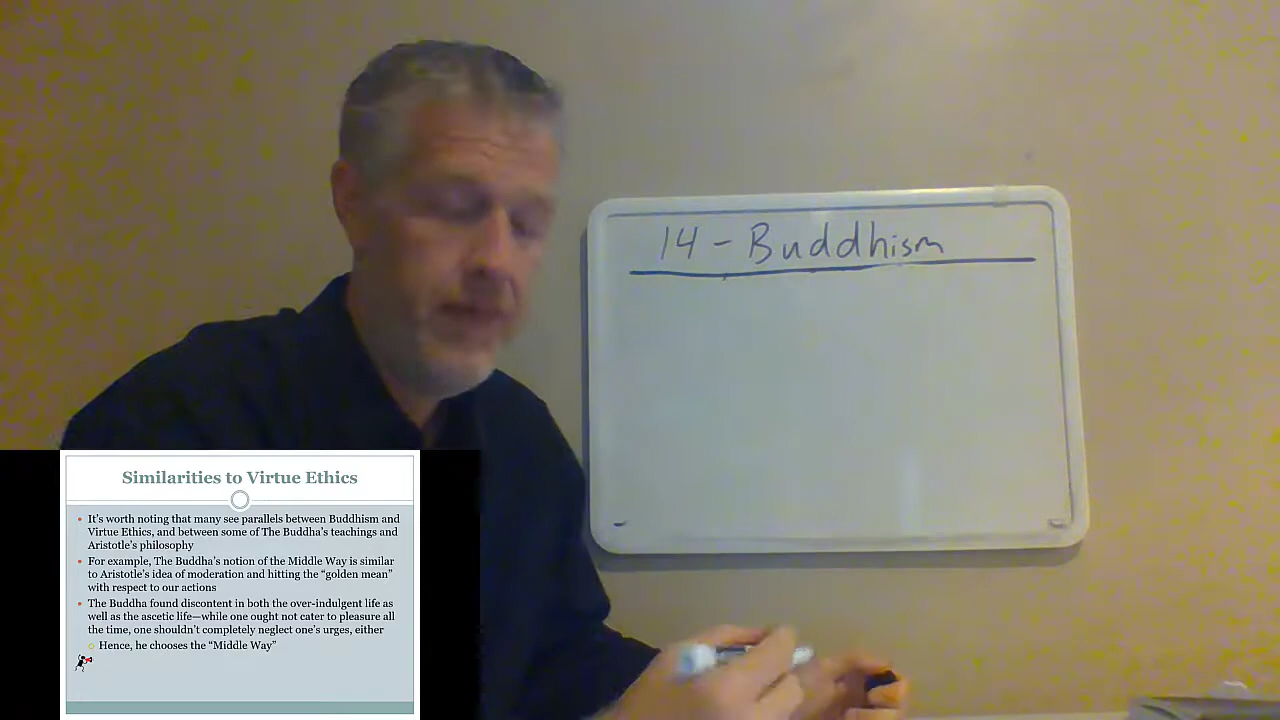 14 - Buddhism
Similarities to Virtue Ethics
It's worth noting that many see parallels between Buddhism and
Virtue Ethics, and between some of The Buddha's teachings and
Aristotle's philosophy
For example, The Buddha's notion of the Middle Way is similar
to Aristotle's idea of moderation and hitting the "golden mean"
with respect to our actions
The Buddha found discontent in both the over-indulgent life as
well as the ascetic life—while one ought not cater to pleasure all
the time, one shouldn't completely neglect one's urges, either
Hence, he chooses the "Middle Way"